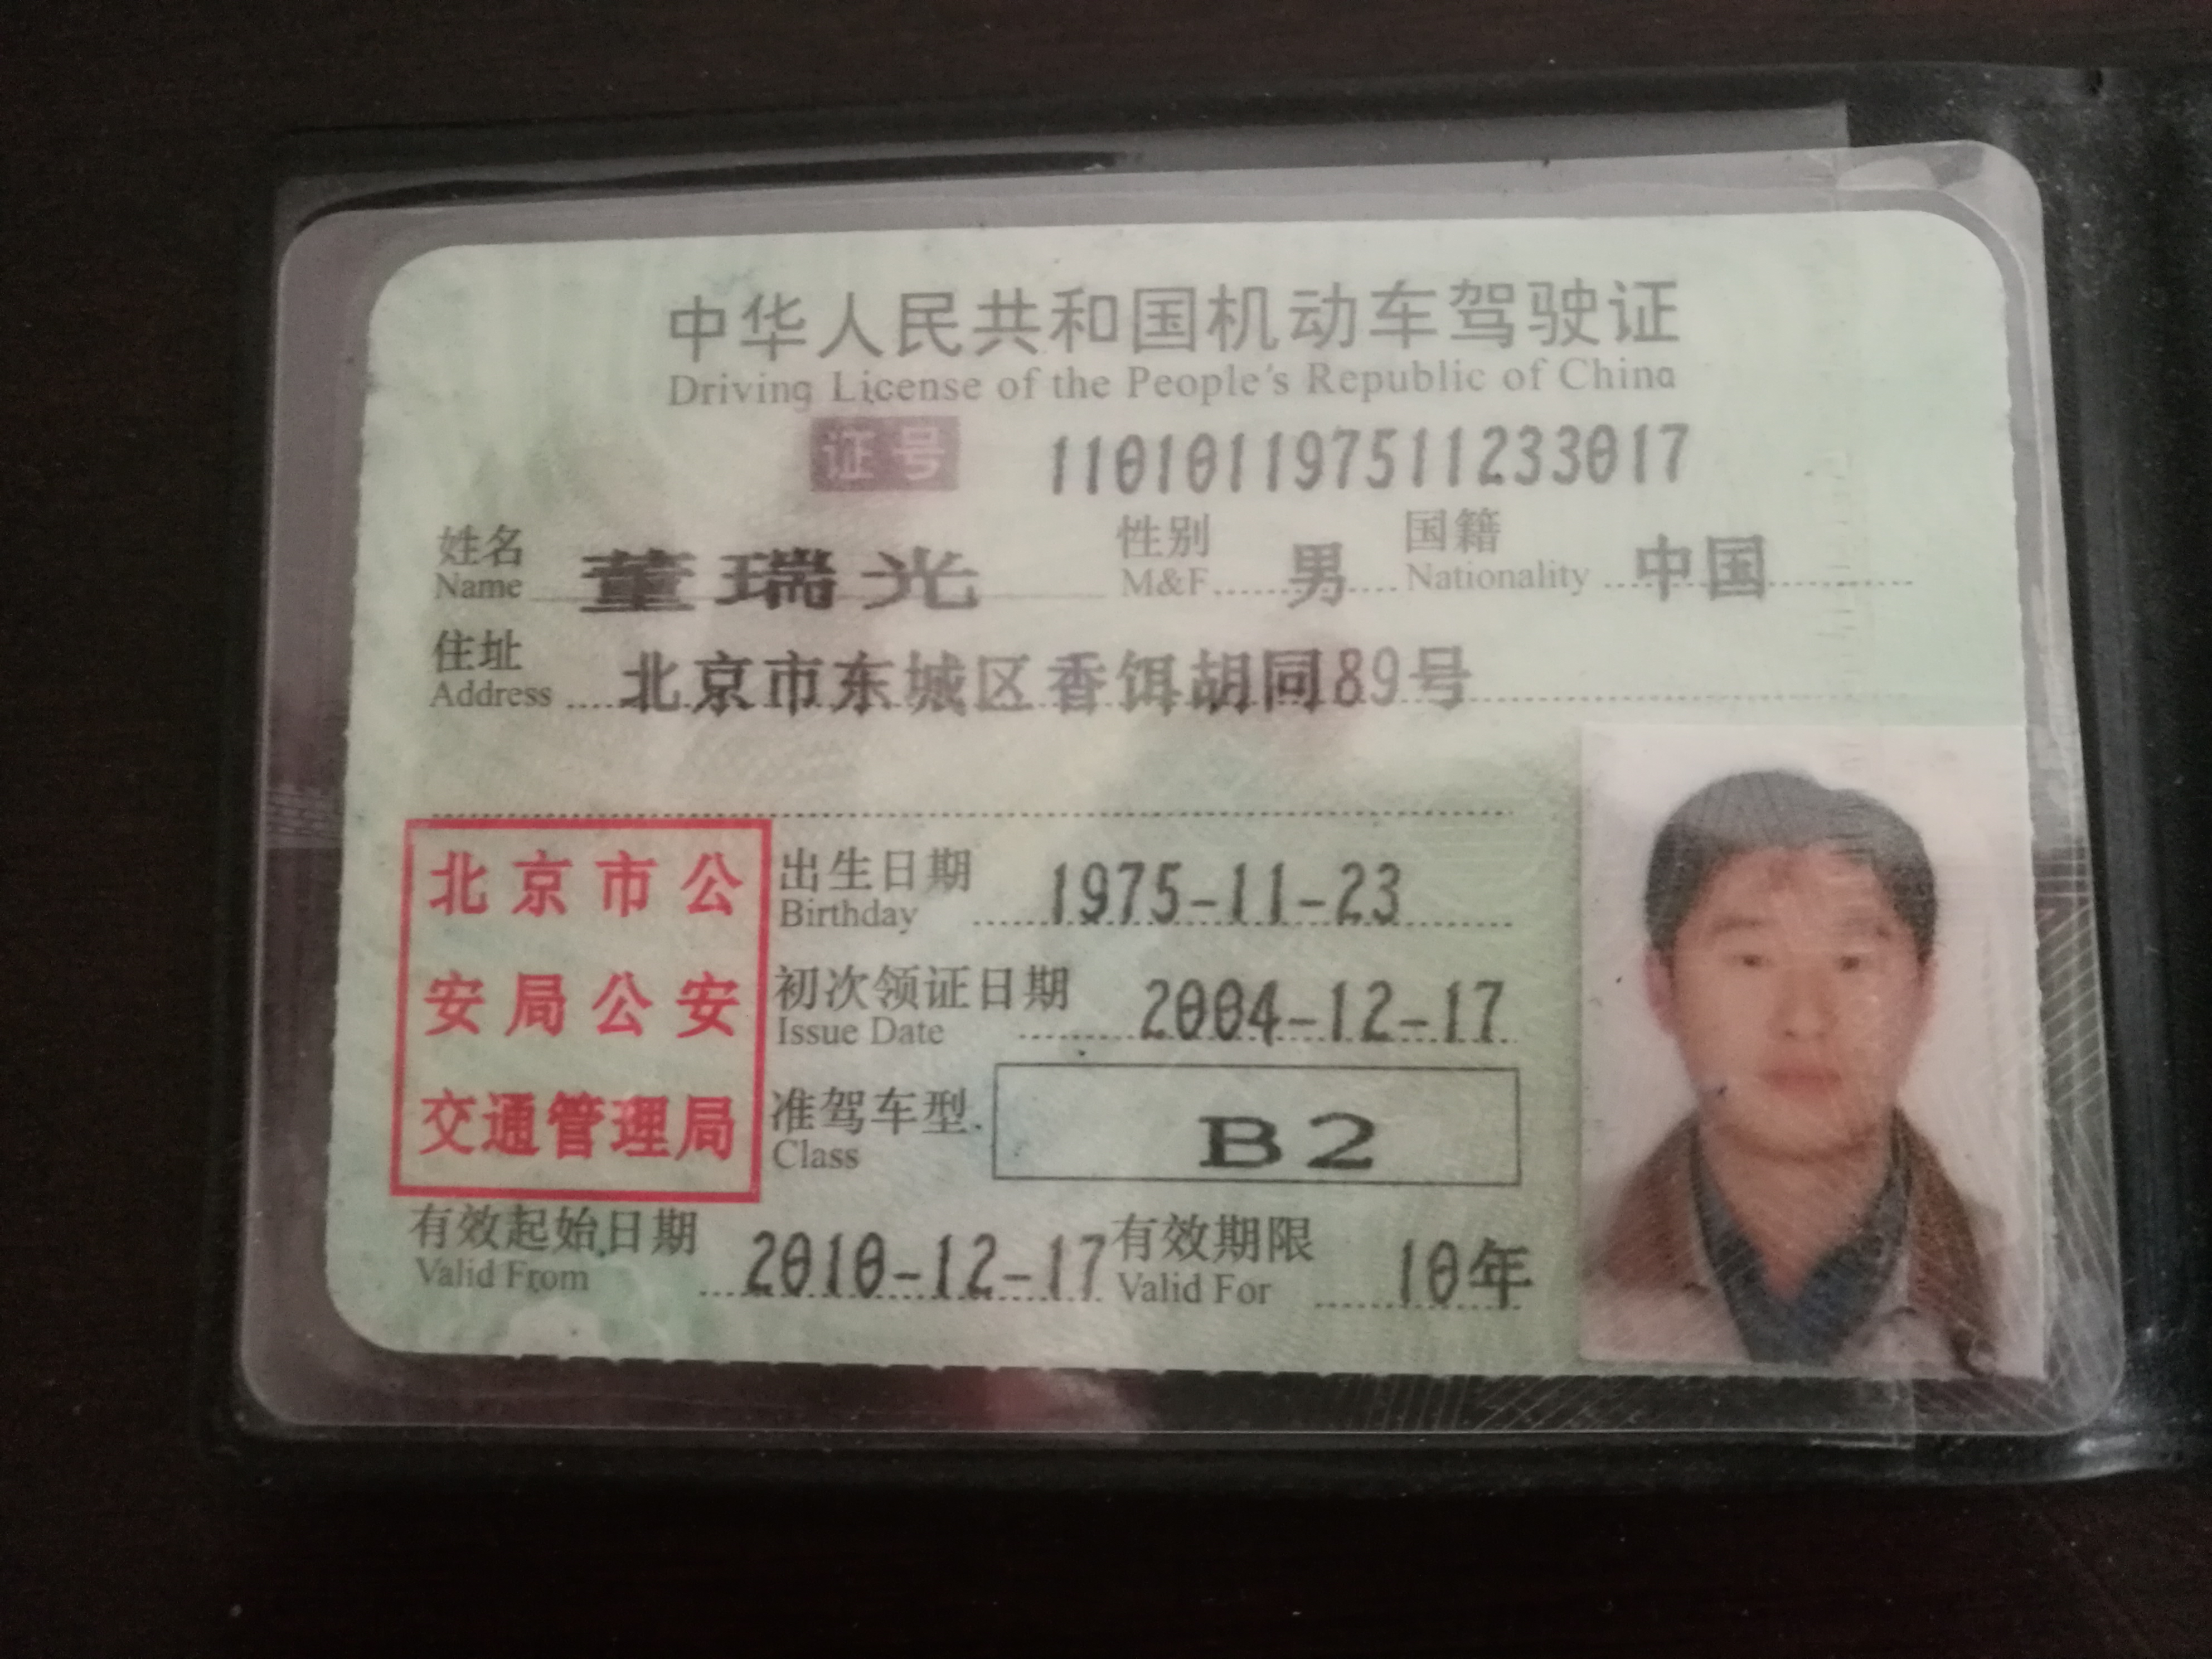 中华人民共和国机动车驾驶证
Driving License of the People's Republic of China
证号 110101197511233017
姓名 董瑞光 性别 男 国籍 中国
Name M&F Nationality
住址 北京市东城区香饵胡同89号
Address
北京市公
安局公安
交通管理局
出生日期 1975-11-23
Birthday
初次领证日期 2004-12-17
Issue Date
准驾车型 B2
Class
有效起始日期 2010-12-17 有效期限 10年
Valid From Valid For